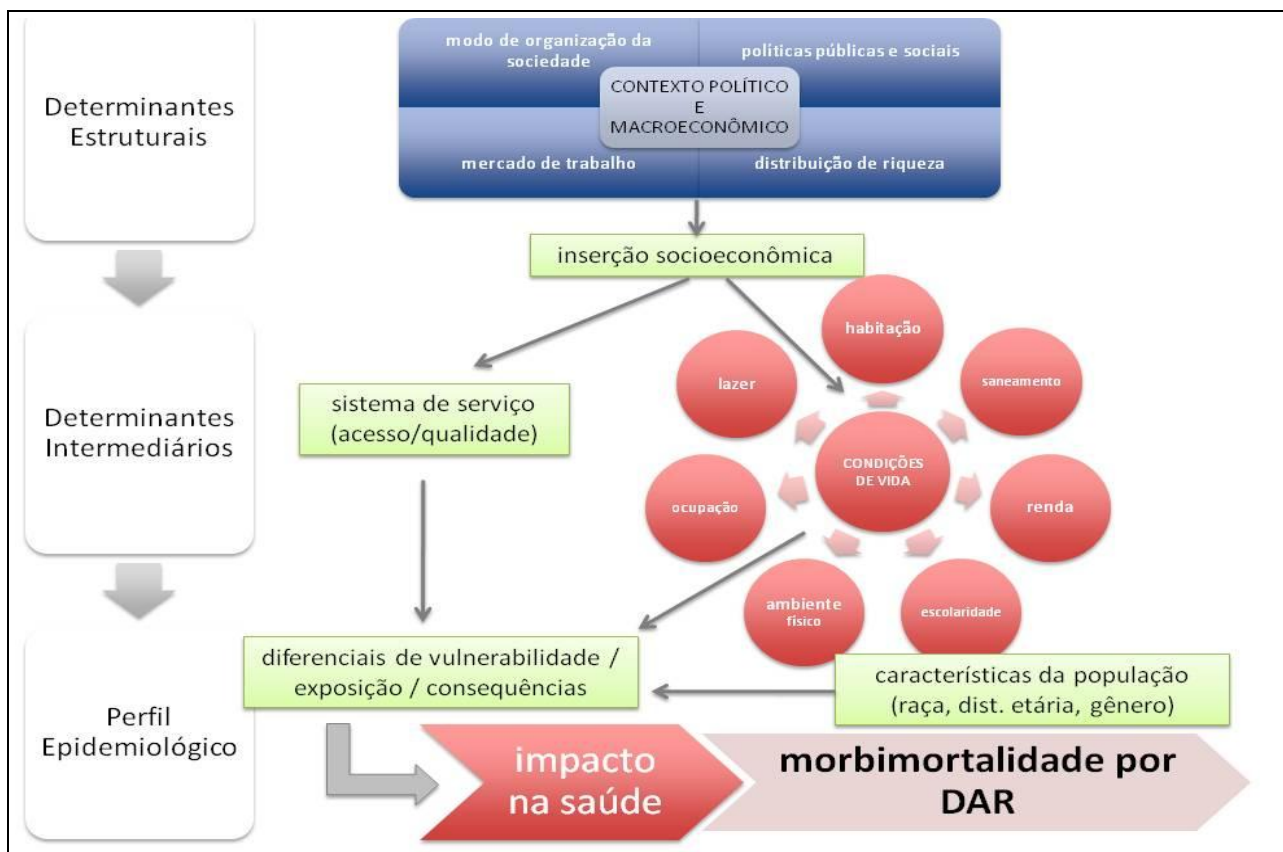 modo de organização da
sociedade
políticas públicas e sociais
CONTEXTO POLÍTICO
E
MACROECONÔMICO
mercado de trabalho
distribuição de riqueza
Determinantes
Estruturais
inserção socioeconômica
habitação
lazer
saneamento
Determinantes
Intermediários
sistema de serviço
(acesso/qualidade)
CONDIÇÕES
DE VIDA
ocupação
renda
ambiente
físico
escolaridade
diferenciais de vulnerabilidade /
exposição / consequências
características da população
(raça, dist. etária, gênero)
Perfil
Epidemiológico
impacto
na saúde
morbimortalidade por
DAR